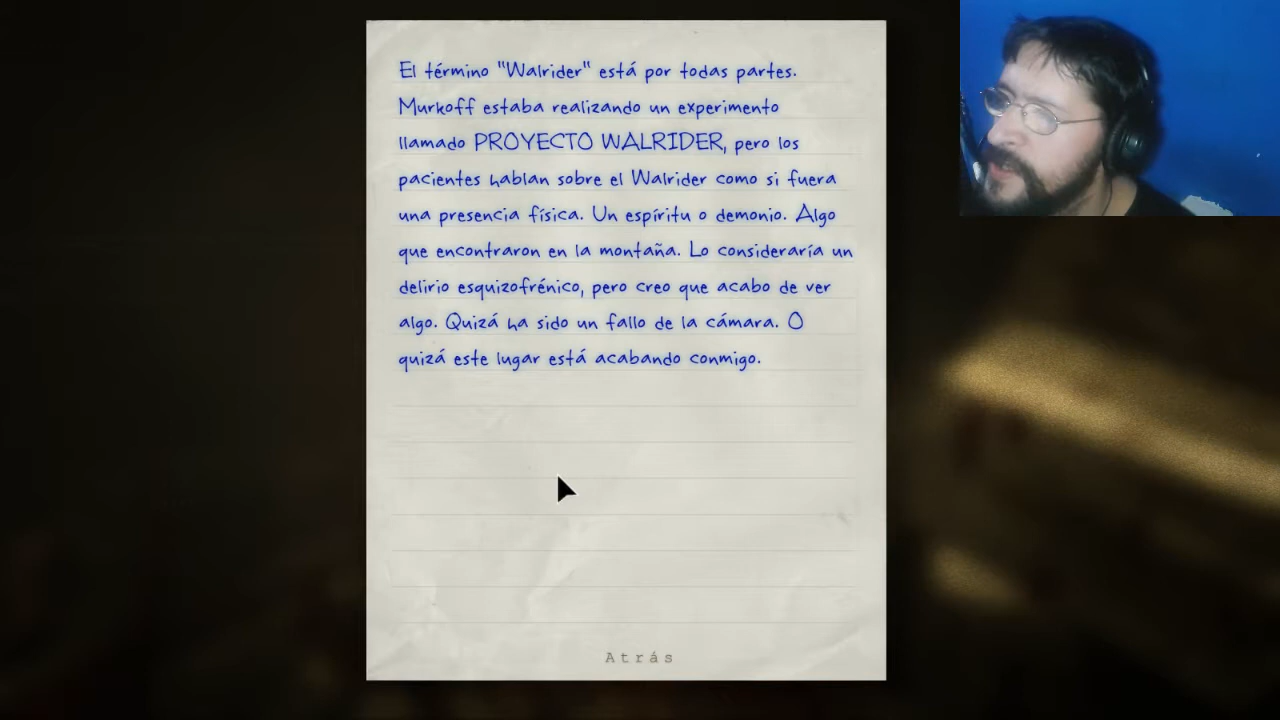 El término "Walrider" está por todas partes.
Murkoff estaba realizando un experimento
llamado PROYECTO WALRIDER, pero los
pacientes hablan sobre el Walrider como si fuera
una presencia física. Un espíritu o demonio. Algo
que encontraron en la montaña. Lo consideraría un
delirio esquizofrénico, pero creo que acabo de ver
algo. Quizá ha sido un fallo de la cámara. O
quizá este lugar está acabando conmigo.
Atrás